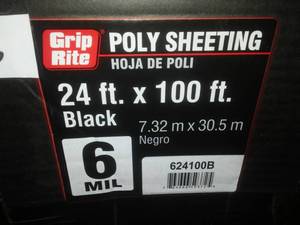 Grip
Rite
POLY SHEETING
HOJA DE POLI
24 ft. x 100 ft.
Black
7.32 m x 30.5 m
Negro
6
MIL
624100B